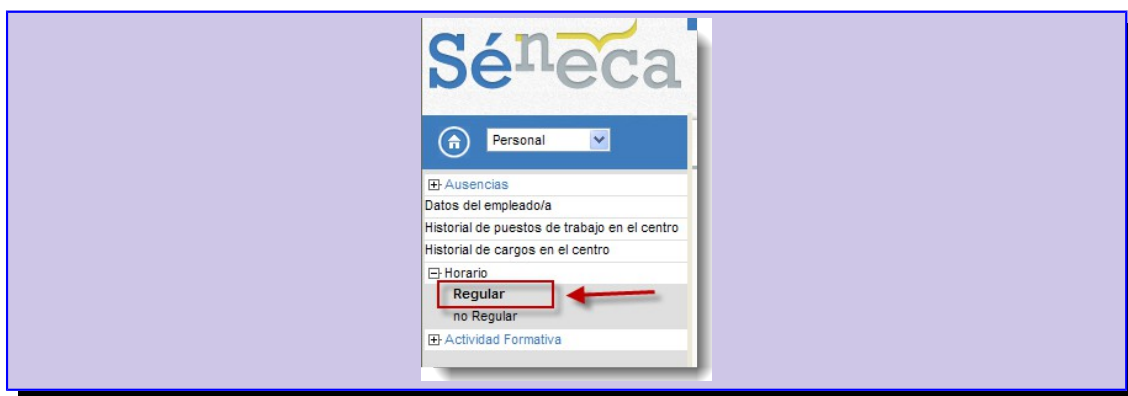 Séneca
Personal
Ausencias
Datos del empleado/a
Historial de puestos de trabajo en el centro
Historial de cargos en el centro
Horario
Regular
no Regular
Actividad Formativa